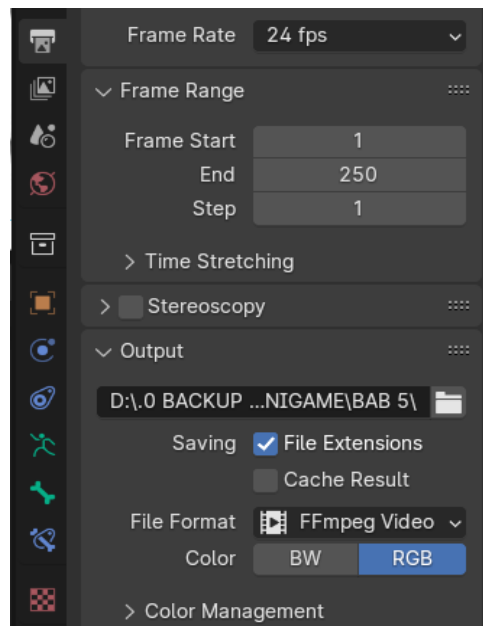 Frame Rate 24 fps
Frame Range
Frame Start 1
End 250
Step 1
Time Stretching
Stereoscopy
Output
D:\.0 BACKUP ...NIGAME\BAB 5\
Saving File Extensions
Cache Result
File Format FFmpeg Video
Color BW RGB
Color Management